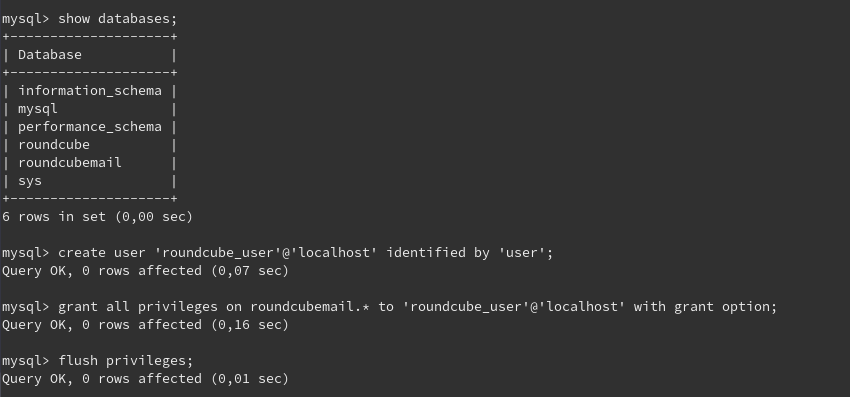 mysql> show databases;
+--------------------+
| Database           |
+--------------------+
| information_schema |
| mysql              |
| performance_schema |
| roundcube          |
| roundcubemail      |
| sys                |
+--------------------+
6 rows in set (0,00 sec)
mysql> create user 'roundcube_user'@'localhost' identified by 'user';
Query OK, 0 rows affected (0,07 sec)
mysql> grant all privileges on roundcubemail.* to 'roundcube_user'@'localhost' with grant option;
Query OK, 0 rows affected (0,16 sec)
mysql> flush privileges;
Query OK, 0 rows affected (0,01 sec)